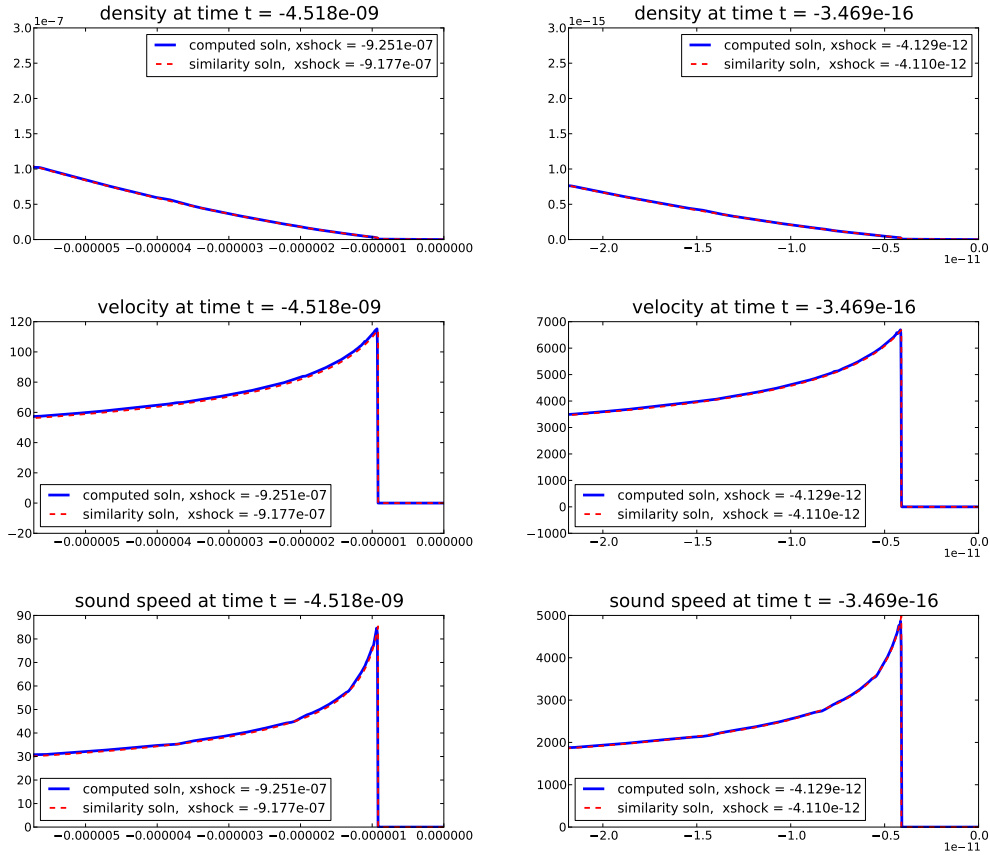 density at time t = -4.518e-09
1e-7
3.0
2.5
2.0
1.5
1.0
0.5
0.0
computed soln, xshock = -9.251e-07
similarity soln,  xshock = -9.177e-07
−0.000005 −0.000004 −0.000003 −0.000002 −0.000001 0.000000
density at time t = -3.469e-16
1e-15
3.0
2.5
2.0
1.5
1.0
0.5
0.0
computed soln, xshock = -4.129e-12
similarity soln,  xshock = -4.110e-12
−2.0 −1.5 −1.0 −0.5 0.0
1e-11
velocity at time t = -4.518e-09
120
100
80
60
40
20
0
−20
computed soln, xshock = -9.251e-07
similarity soln,  xshock = -9.177e-07
−0.000005 −0.000004 −0.000003 −0.000002 −0.000001 0.000000
velocity at time t = -3.469e-16
7000
6000
5000
4000
3000
2000
1000
0
−1000
computed soln, xshock = -4.129e-12
similarity soln,  xshock = -4.110e-12
−2.0 −1.5 −1.0 −0.5 0.0
1e-11
sound speed at time t = -4.518e-09
90
80
70
60
50
40
30
20
10
0
computed soln, xshock = -9.251e-07
similarity soln,  xshock = -9.177e-07
−0.000005 −0.000004 −0.000003 −0.000002 −0.000001 0.000000
sound speed at time t = -3.469e-16
5000
4000
3000
2000
1000
0
computed soln, xshock = -4.129e-12
similarity soln,  xshock = -4.110e-12
−2.0 −1.5 −1.0 −0.5 0.0
1e-11